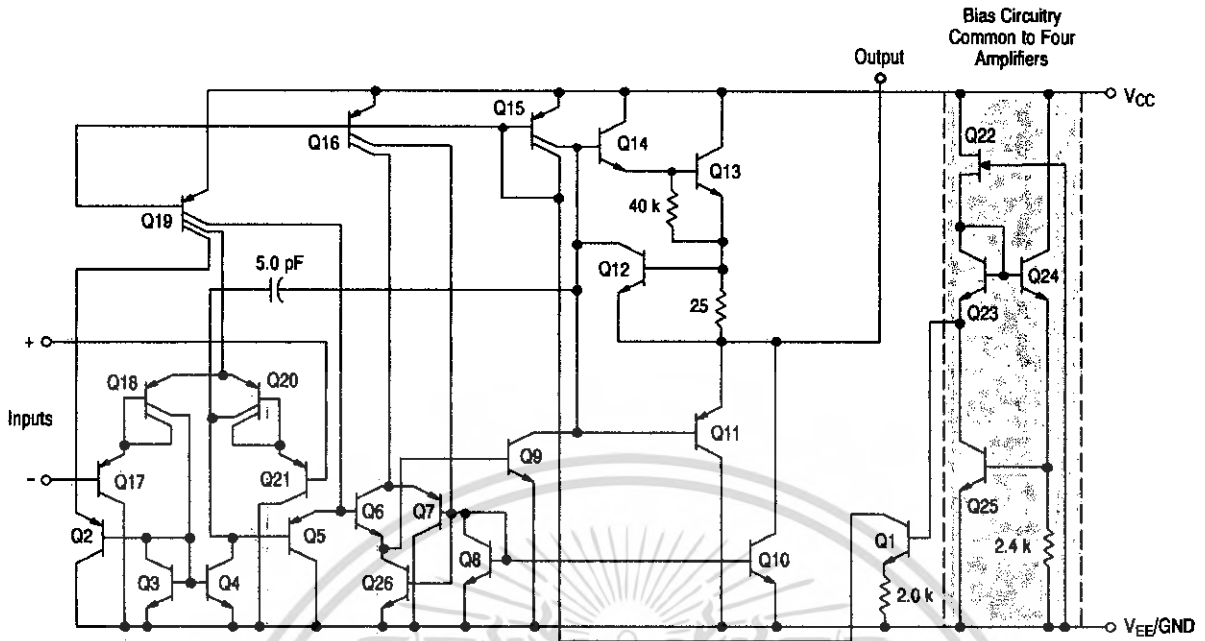 Bias Circuitry
Common to Four
Amplifiers
Output
VCC
Q15
Q16
Q14
Q22
Q13
Q19
40 k
5.0 pF
Q12
Q24
25
Q23
+
Q18
Q20
Inputs
Q11
Q9
Q17
Q21
−
Q25
Q6
Q7
Q5
Q2
Q1
Q8
Q10
2.4 k
Q3
Q4
Q26
2.0 k
VEE/GND